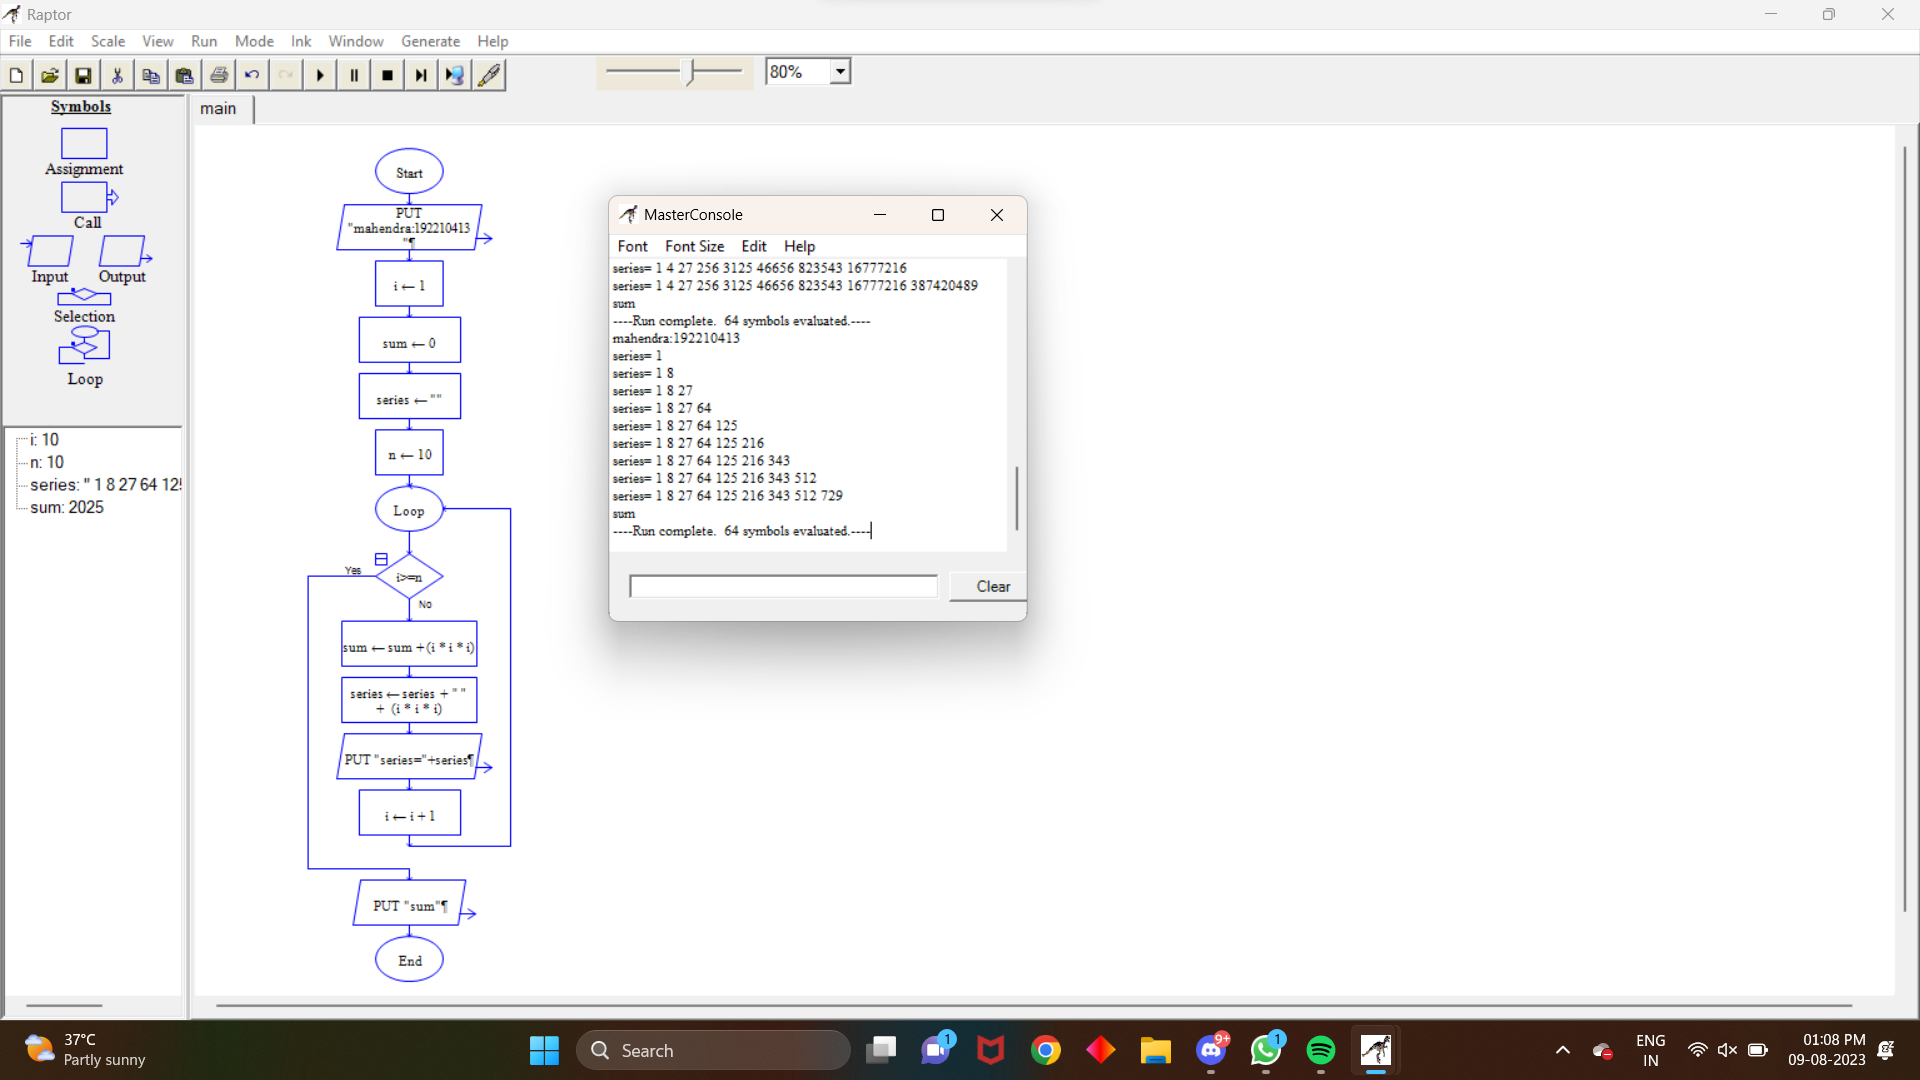 Raptor
File Edit Scale View Run Mode Ink Window Generate Help
80%
Symbols
Assignment
Call
Input Output
Selection
Loop
i: 10
n: 10
series: " 1 8 27 64 125
sum: 2025
main
Start
PUT
"mahendra:192210413
"¶
i ← 1
sum ← 0
series ← ""
n ← 10
Loop
Yes
i>=n
No
sum ← sum + (i * i * i)
series ← series + " "
+ (i * i * i)
PUT "series="+series¶
i ← i + 1
PUT "sum"¶
End
MasterConsole
Font Font Size Edit Help
series= 1 4 27 256 3125 46656 823543 16777216
series= 1 4 27 256 3125 46656 823543 16777216 387420489
sum
----Run complete. 64 symbols evaluated.----
mahendra:192210413
series= 1
series= 1 8
series= 1 8 27
series= 1 8 27 64
series= 1 8 27 64 125
series= 1 8 27 64 125 216
series= 1 8 27 64 125 216 343
series= 1 8 27 64 125 216 343 512
series= 1 8 27 64 125 216 343 512 729
sum
----Run complete. 64 symbols evaluated.----
Clear
37°C
Partly sunny
Search
1
9+
1
ENG
IN
01:08 PM
09-08-2023